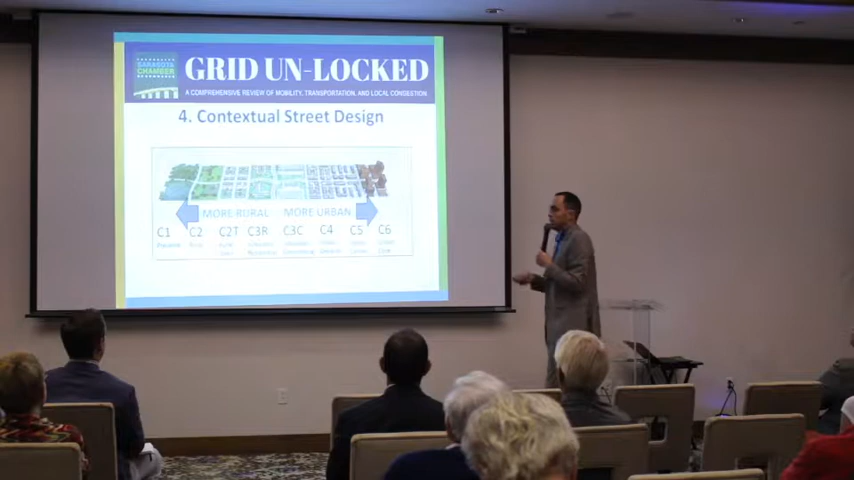 SARASOTA
CHAMBER
GRID UN-LOCKED
A COMPREHENSIVE REVIEW OF MOBILITY, TRANSPORTATION, AND LOCAL CONGESTION
4. Contextual Street Design
MORE RURAL MORE URBAN
C1 C2 C2T C3R C3C C4 C5 C6